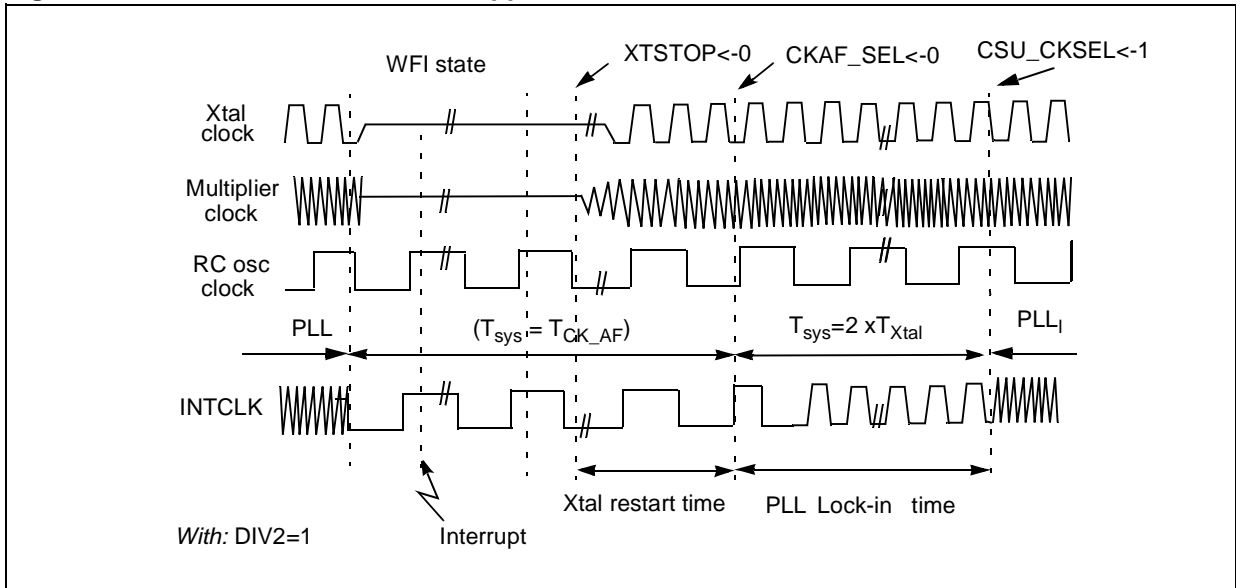 WFI state
XTSTOP<-0
CKAF_SEL<-0
CSU_CKSEL<-1
Xtal
clock
Multiplier
clock
RC osc
clock
PLL
(Tsys = TCK_AF)
Tsys=2 xTXtal
PLLI
INTCLK
Xtal restart time
PLL Lock-in time
With: DIV2=1
Interrupt